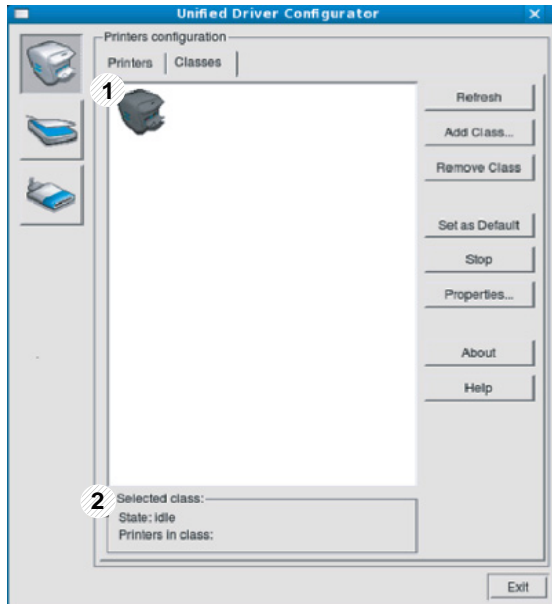 Unified Driver Configurator
Printers configuration
Printers Classes
1
Refresh
Add Class...
Remove Class
Set as Default
Stop
Properties...
About
Help
2
Selected class:
State: idle
Printers in class:
Exit